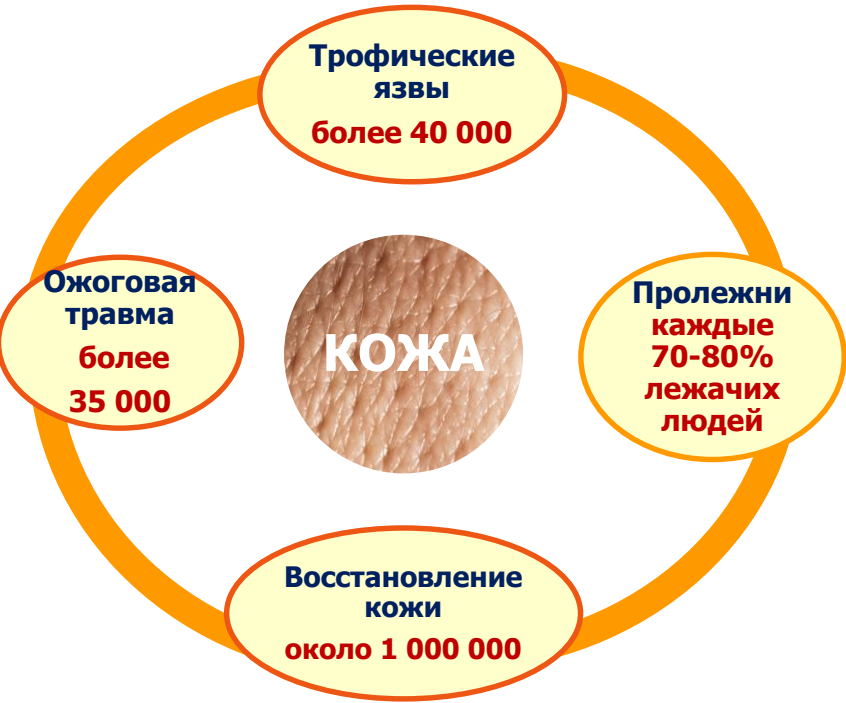 Трофические
язвы
более 40 000
Ожоговая
травма
более
35 000
КОЖА
Пролежни
каждые
70-80%
лежачих
людей
Восстановление
кожи
около 1 000 000